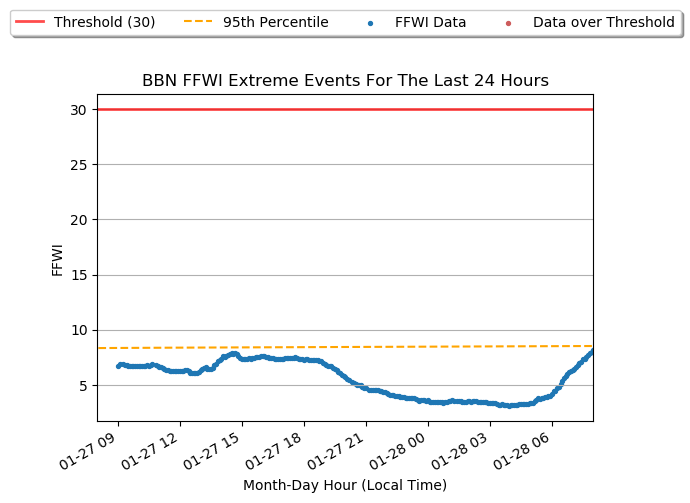 Threshold (30) 95th Percentile FFWI Data Data over Threshold
BBN FFWI Extreme Events For The Last 24 Hours
30
25
20
15
10
5
FFWI
01-27 09 01-27 12 01-27 15 01-27 18 01-27 21 01-28 00 01-28 03 01-28 06
Month-Day Hour (Local Time)